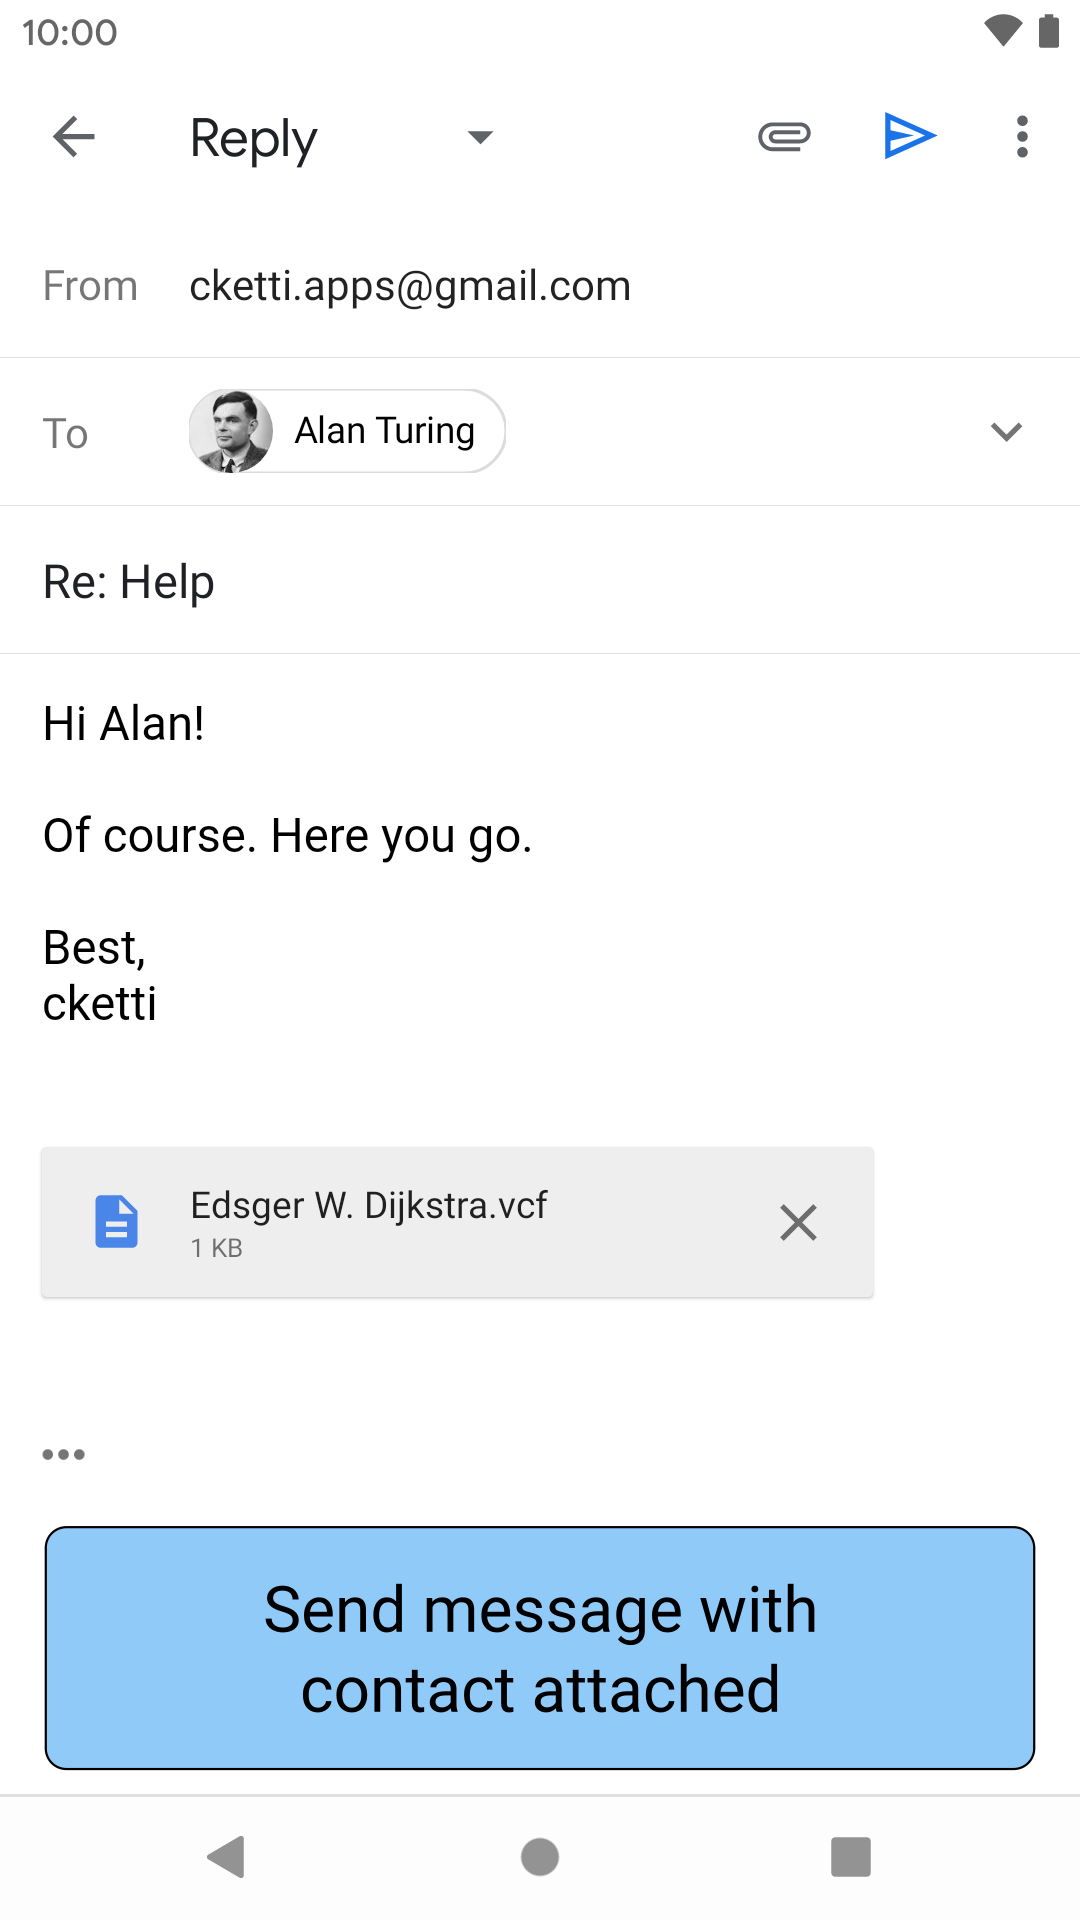 10:00
Reply
From cketti.apps@gmail.com
To Alan Turing
Re: Help
Hi Alan!
Of course. Here you go.
Best,
cketti
Edsger W. Dijkstra.vcf
1 KB
Send message with
contact attached